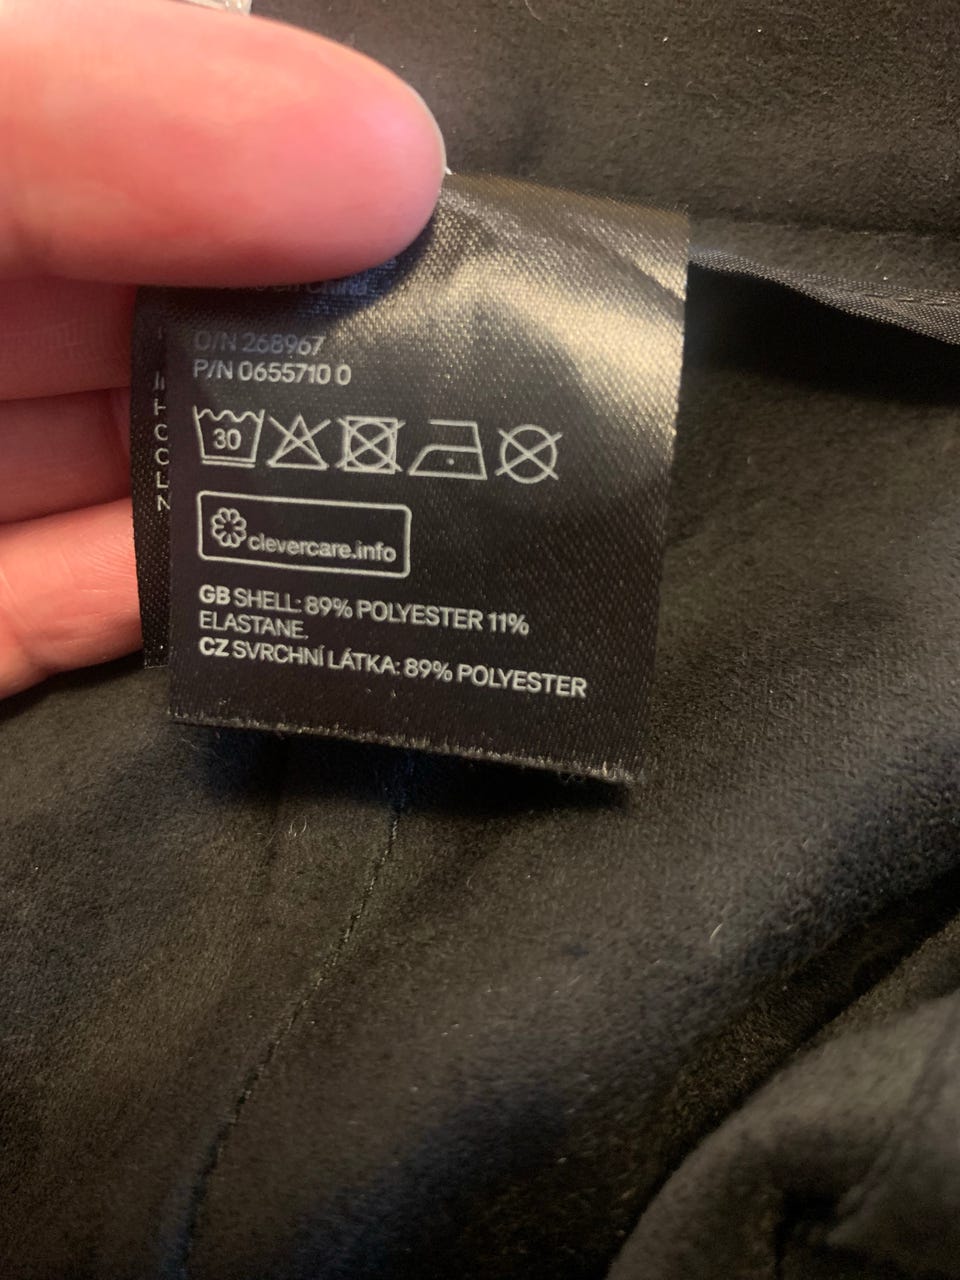 O/N 268967
P/N 0655710 0
30
clevercare.info
GB SHELL: 89% POLYESTER 11%
ELASTANE.
CZ SVRCHNÍ LÁTKA: 89% POLYESTER